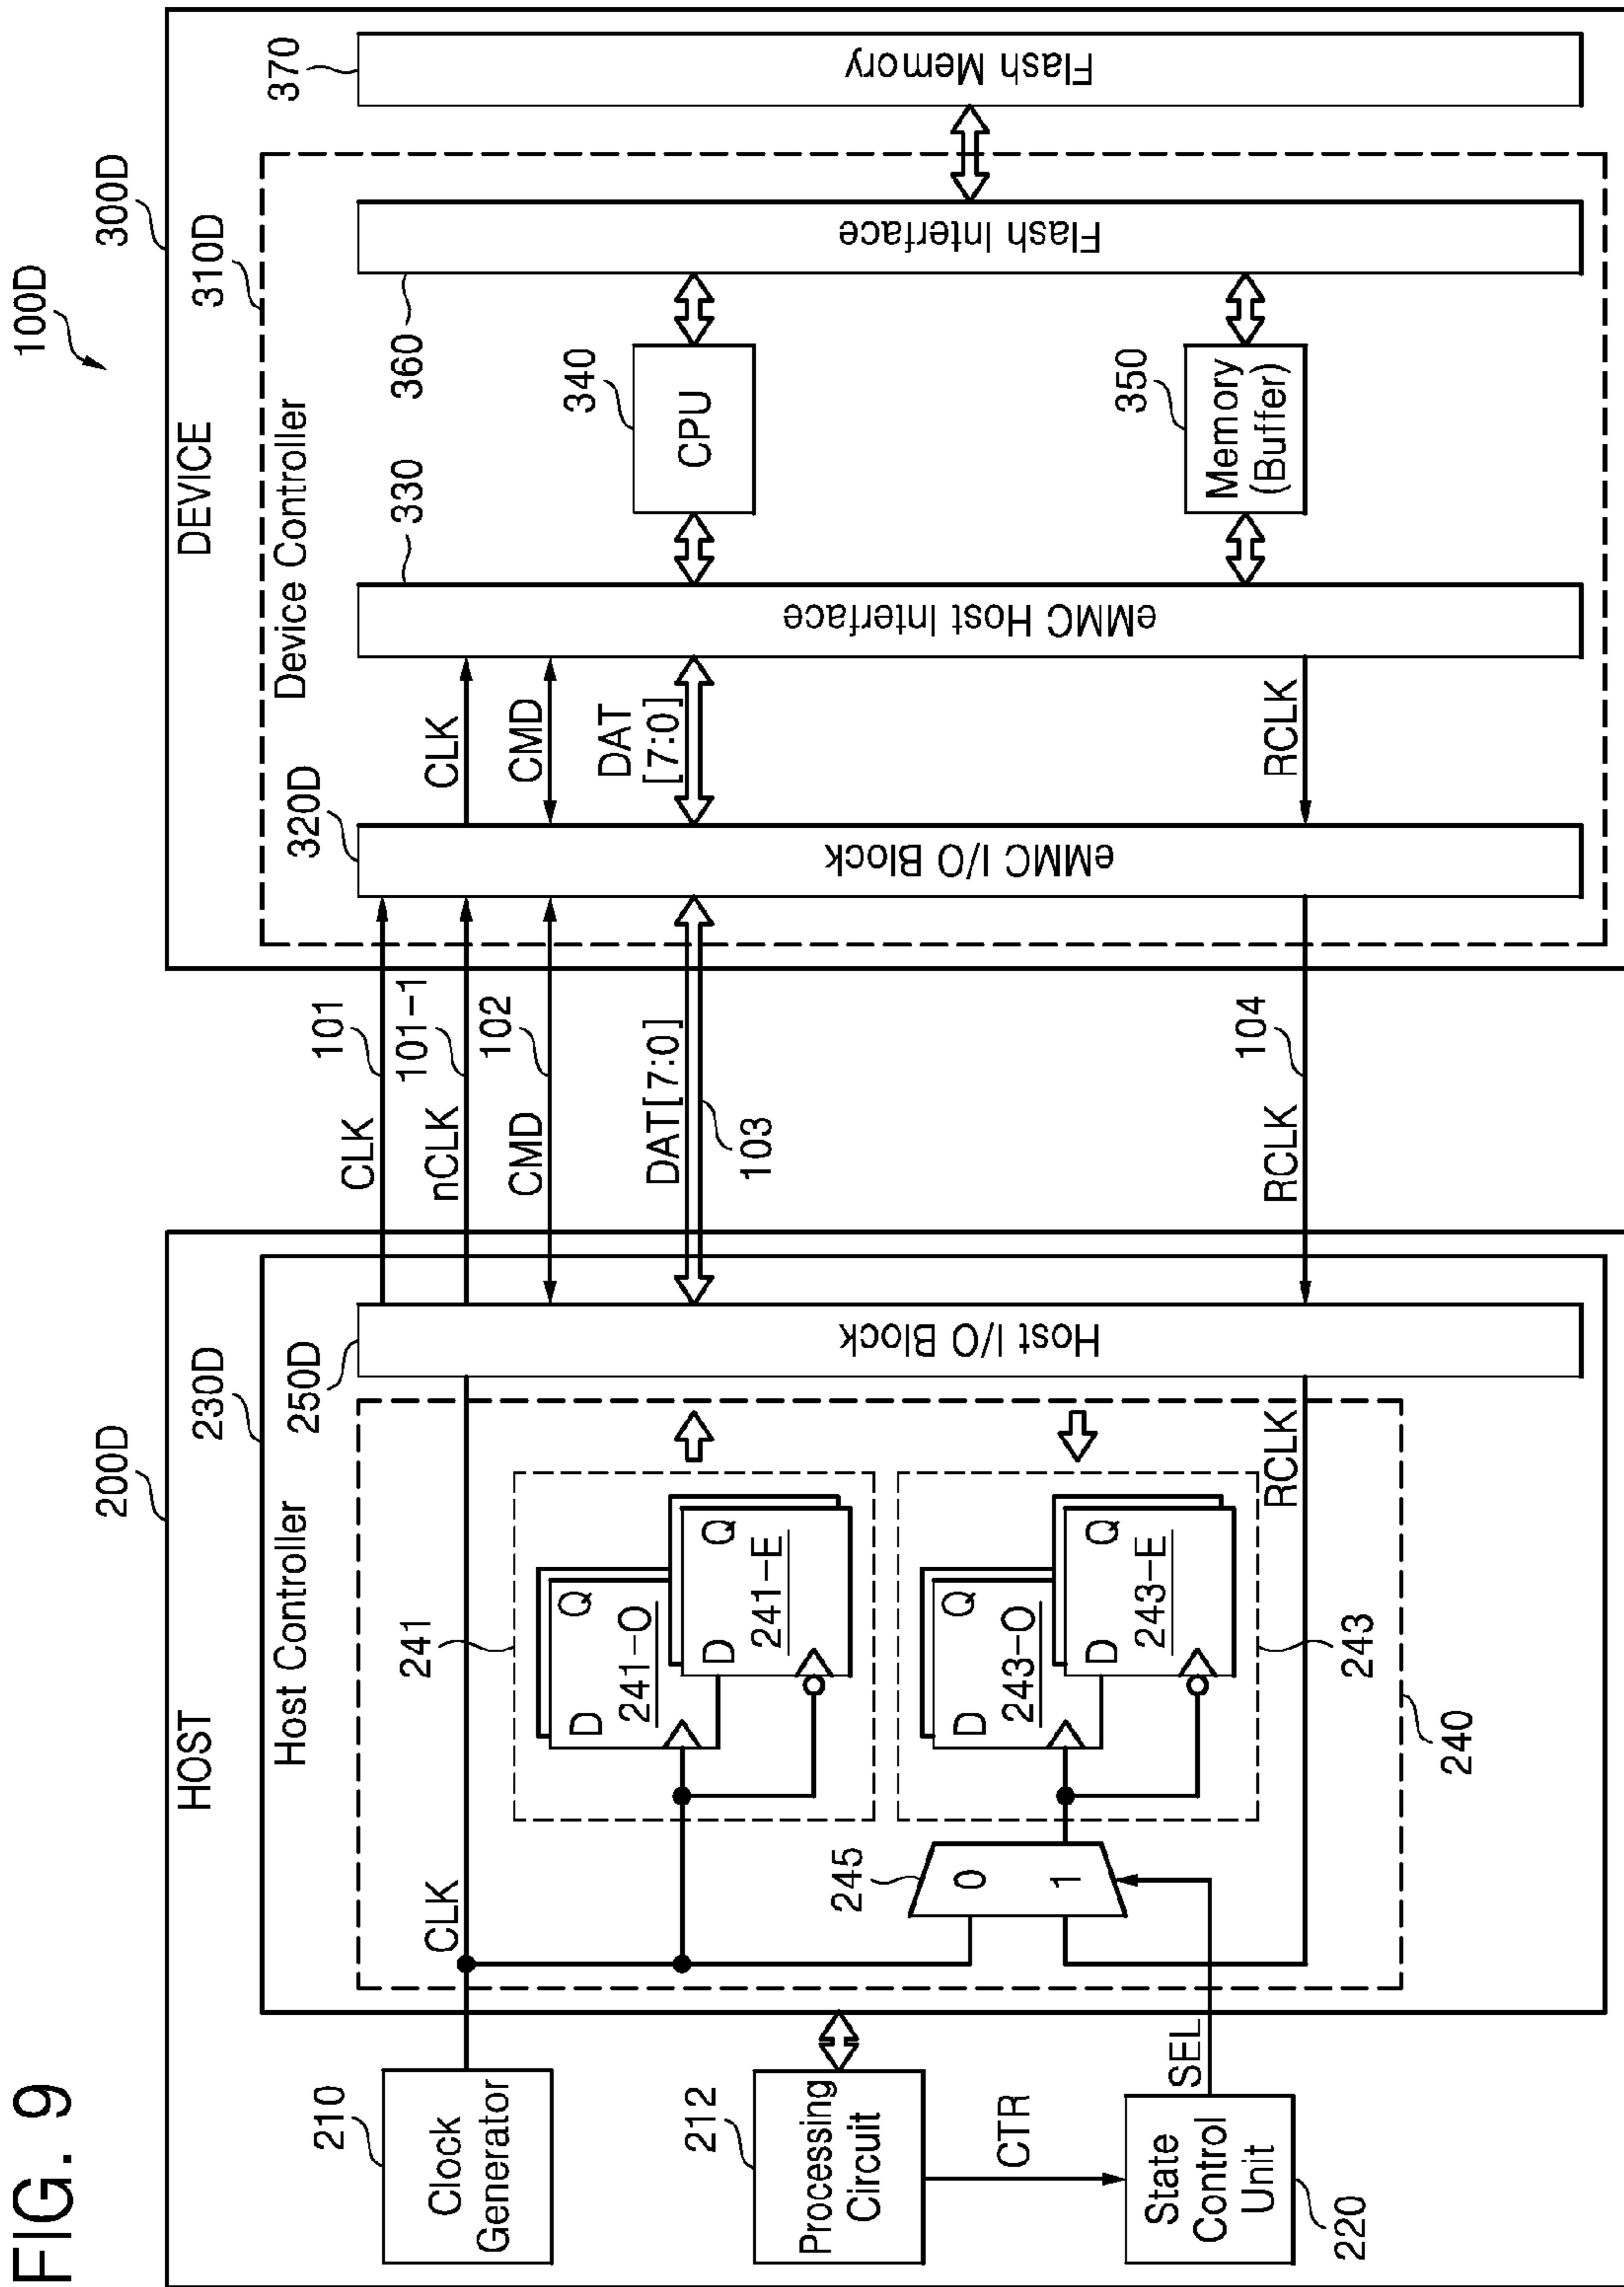 FIG. 9
100D
200D
HOST
210
Clock
Generator
212
Processing
Circuit
CTR
State
Control
Unit
220
SEL
230D
Host Controller
CLK
241
D
Q
241-O
D
Q
241-E
245
0
1
D
Q
243-O
D
Q
243-E
243
240
RCLK
250D
Host I/O Block
CLK
101
nCLK
101-1
CMD
102
DAT[7:0]
103
RCLK
104
300D
DEVICE
310D
Device Controller
320D
eMMC I/O Block
CLK
CMD
DAT
[7:0]
RCLK
330
eMMC Host Interface
340
CPU
350
Memory
(Buffer)
360
Flash Interface
370
Flash Memory